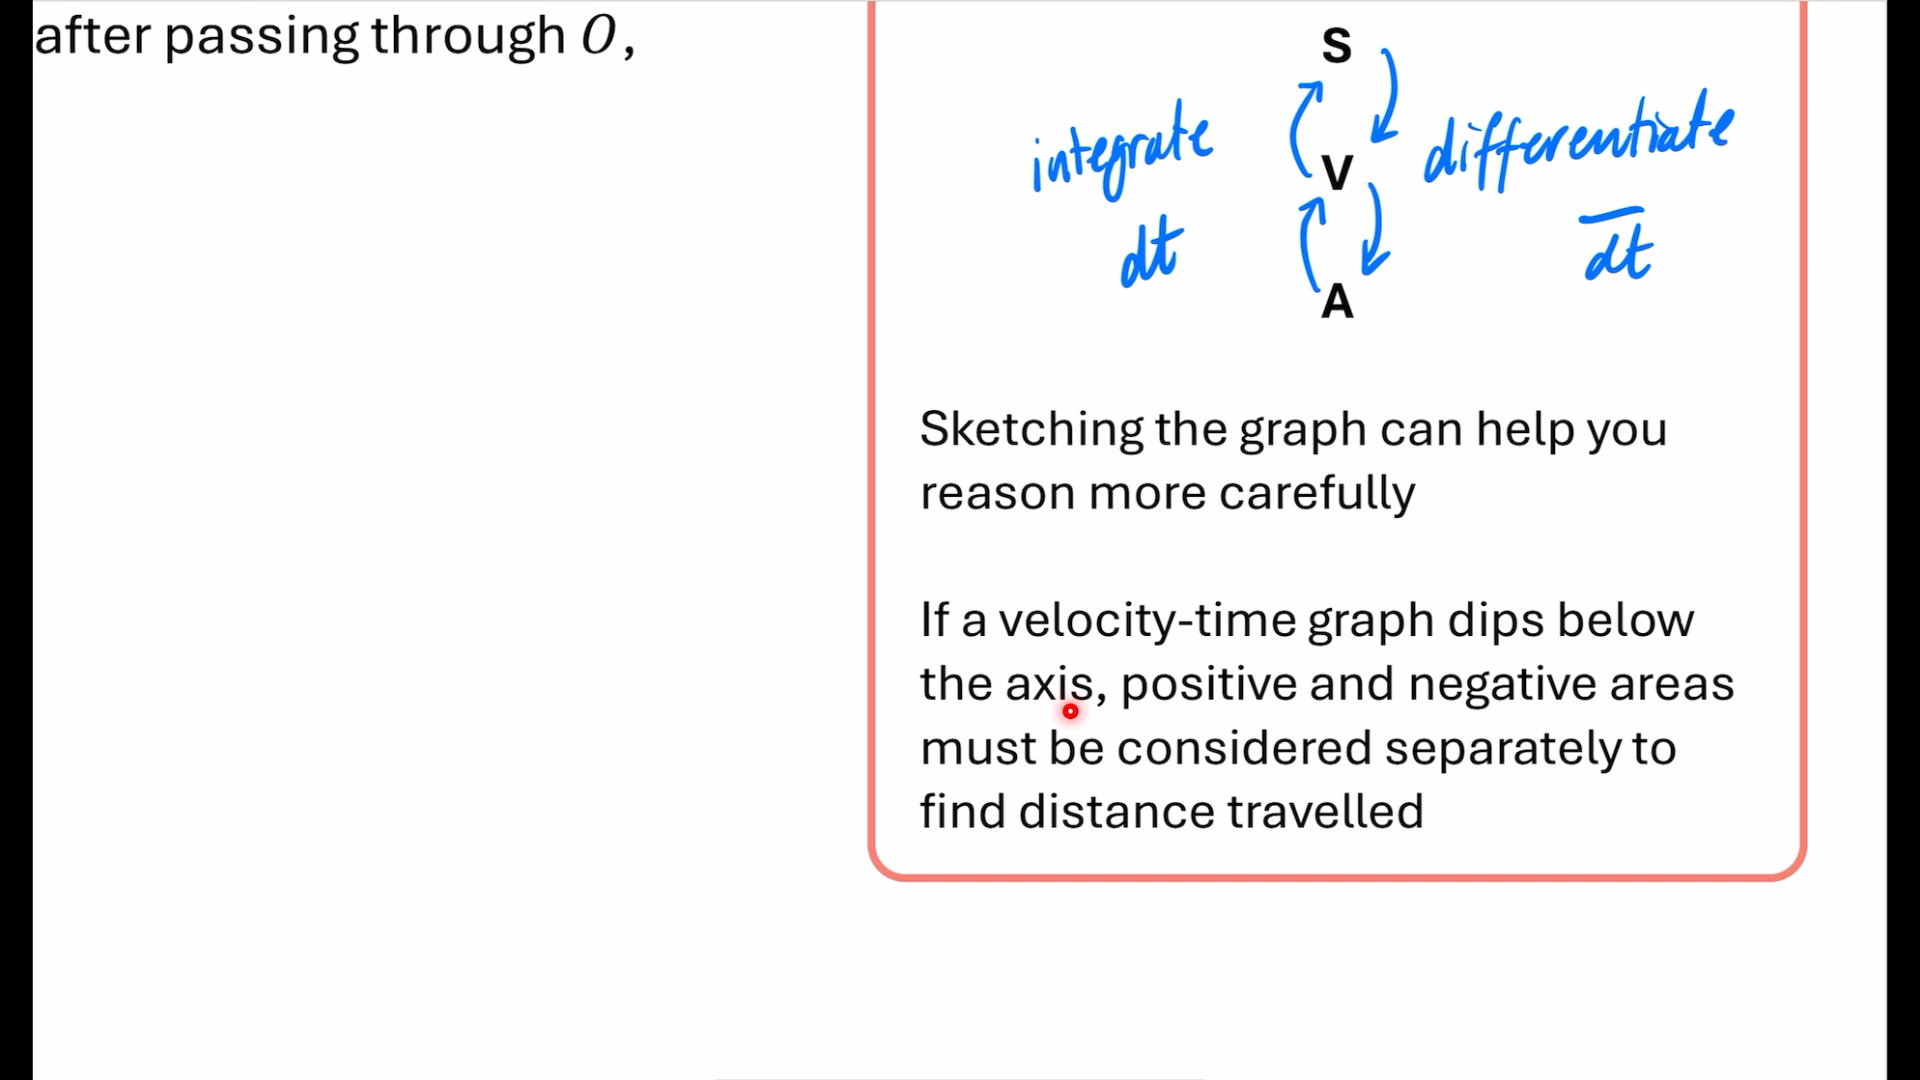 after passing through O,
S
integrate
differentiate
V
dt
dt
A
Sketching the graph can help you
reason more carefully
If a velocity-time graph dips below
the axis, positive and negative areas
must be considered separately to
find distance travelled